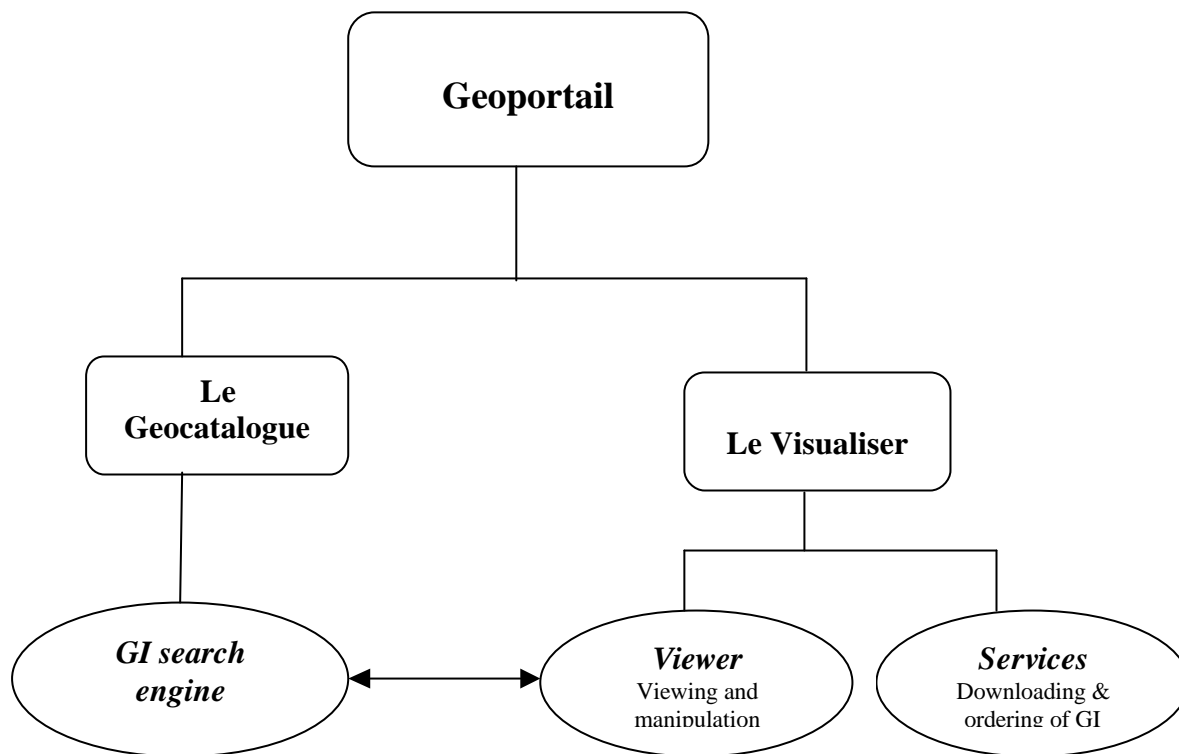 Geoportail
Le
Geocatalogue
Le Visualiser
GI search
engine
Viewer
Viewing and
manipulation
Services
Downloading &
ordering of GI